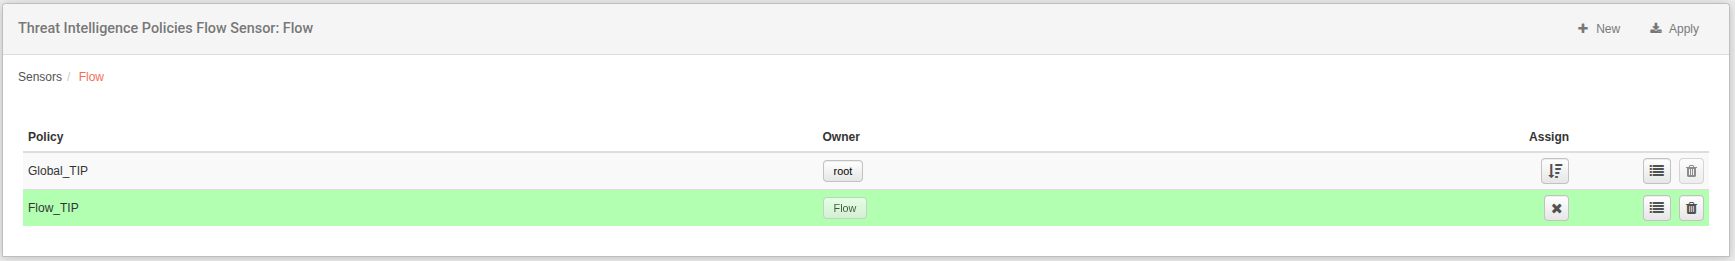 Threat Intelligence Policies Flow Sensor: Flow
New Apply
Sensors / Flow
Policy Owner Assign
Global_TIP root
Flow_TIP Flow